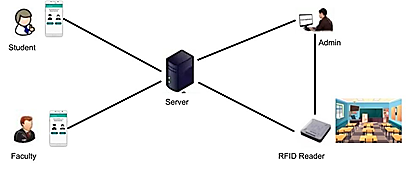 Student
Admin
Server
Faculty
RFID Reader